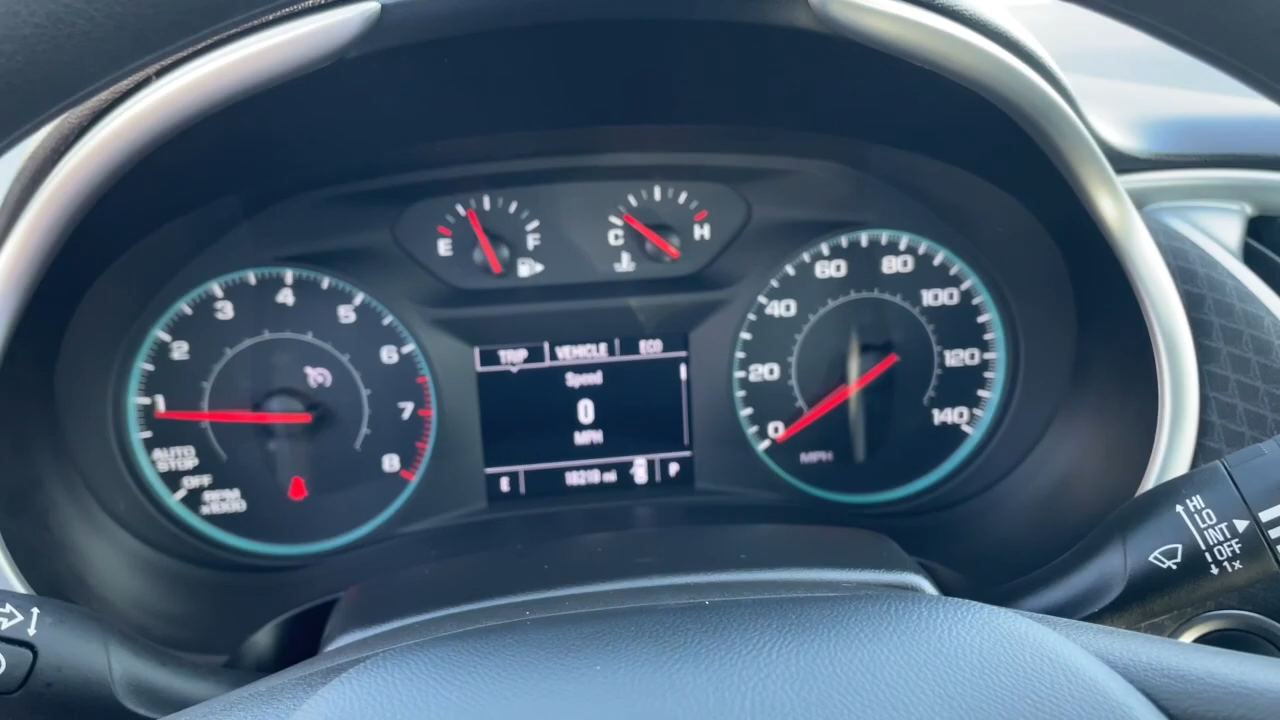 E F
C H
1 2 3 4 5 6 7 8
AUTO
STOP
OFF
RPM
x1000
TRIP VEHICLE ECO
Speed
0
MPH
E mi P
0 20 40 60 80 100 120 140
MPH
HI
LO
INT
OFF
1x